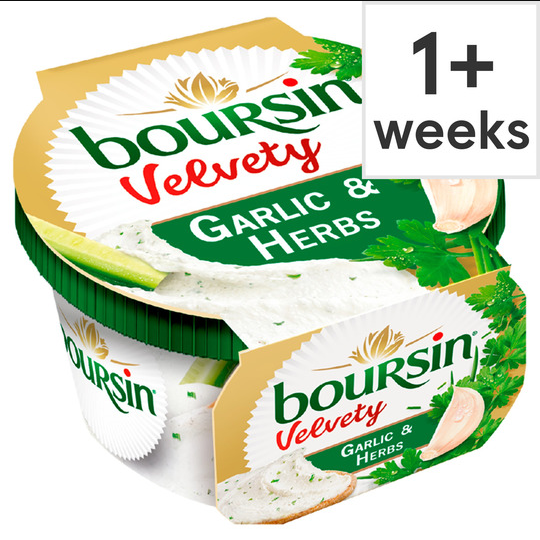 1+
weeks
boursin
Velvety
GARLIC &
HERBS
boursin
boursin®
Velvety
GARLIC &
HERBS